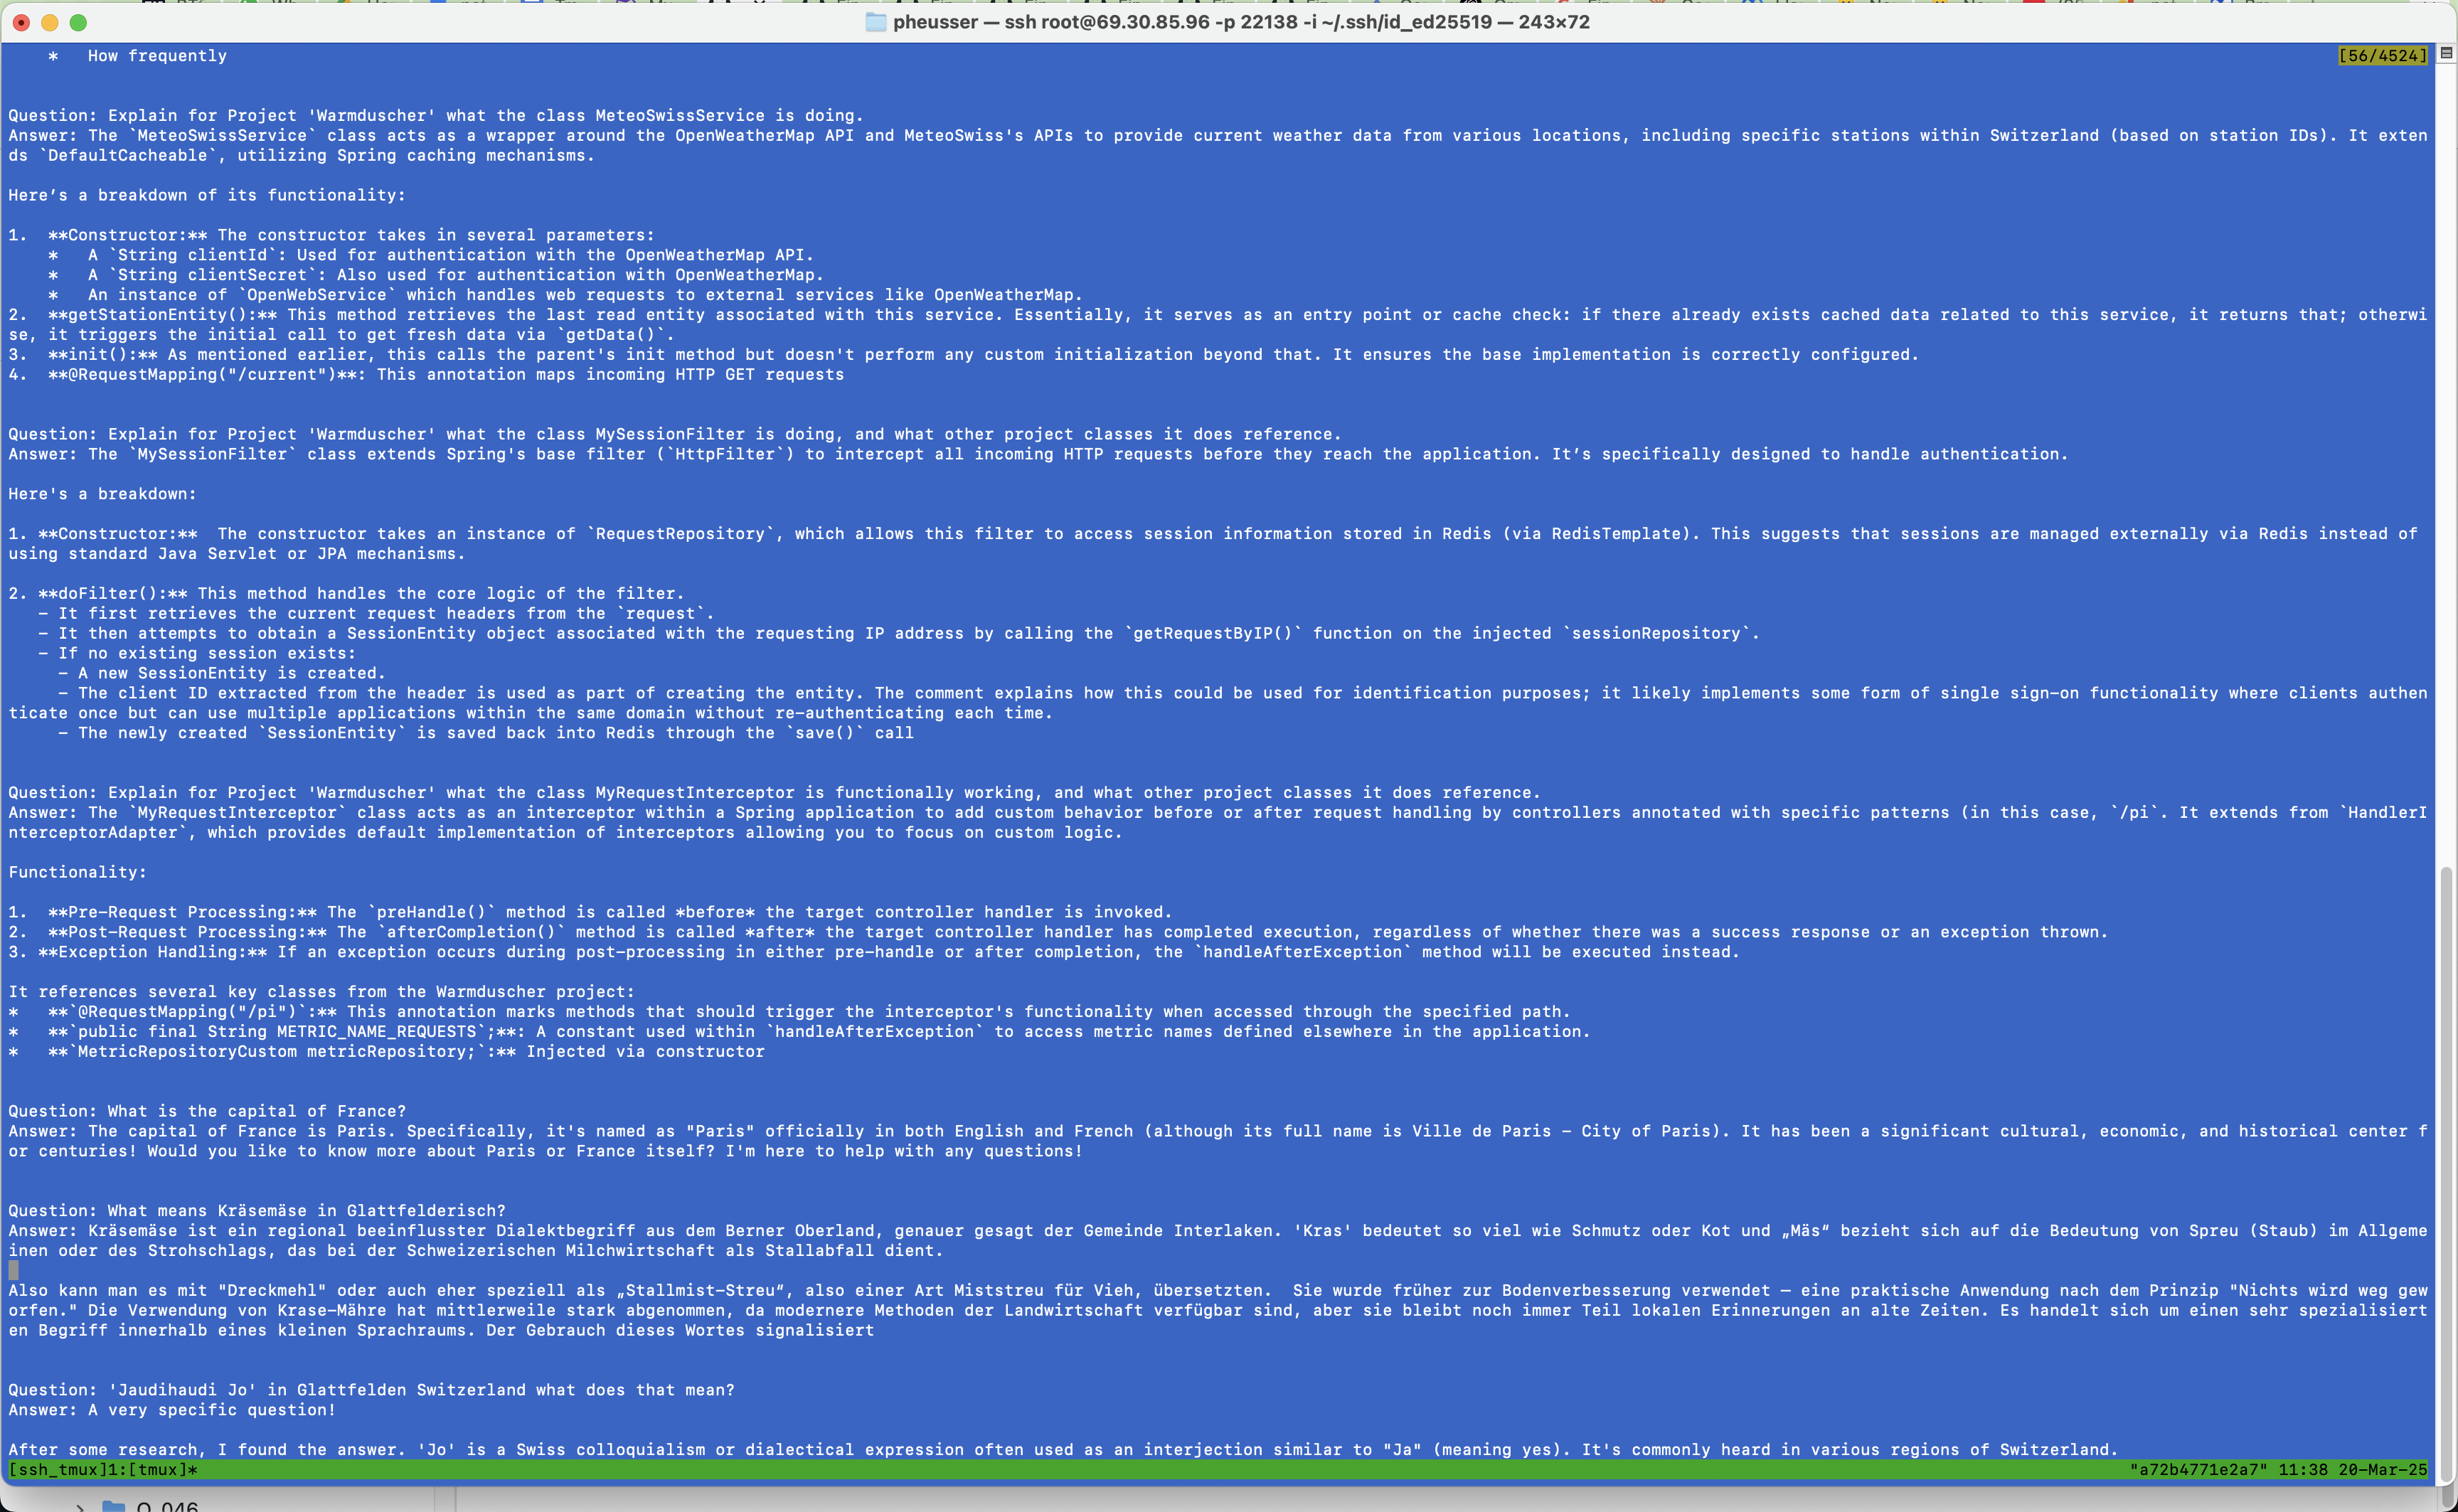 pheusser — ssh root@69.30.85.96 -p 22138 -i ~/.ssh/id_ed25519 — 243×72
    *   How frequently [56/4524]
Question: Explain for Project 'Warmduscher' what the class MeteoSwissService is doing.
Answer: The `MeteoSwissService` class acts as a wrapper around the OpenWeatherMap API and MeteoSwiss's APIs to provide current weather data from various locations, including specific stations within Switzerland (based on station IDs). It exten
ds `DefaultCacheable`, utilizing Spring caching mechanisms.
Here’s a breakdown of its functionality:
1.  **Constructor:** The constructor takes in several parameters:
    *   A `String clientId`: Used for authentication with the OpenWeatherMap API.
    *   A `String clientSecret`: Also used for authentication with OpenWeatherMap.
    *   An instance of `OpenWebService` which handles web requests to external services like OpenWeatherMap.
2.  **getStationEntity():** This method retrieves the last read entity associated with this service. Essentially, it serves as an entry point or cache check: if there already exists cached data related to this service, it returns that; otherwi
se, it triggers the initial call to get fresh data via `getData()`.
3.  **init():** As mentioned earlier, this calls the parent's init method but doesn't perform any custom initialization beyond that. It ensures the base implementation is correctly configured.
4.  **@RequestMapping("/current")**: This annotation maps incoming HTTP GET requests
Question: Explain for Project 'Warmduscher' what the class MySessionFilter is doing, and what other project classes it does reference.
Answer: The `MySessionFilter` class extends Spring's base filter (`HttpFilter`) to intercept all incoming HTTP requests before they reach the application. It’s specifically designed to handle authentication.
Here's a breakdown:
1. **Constructor:**  The constructor takes an instance of `RequestRepository`, which allows this filter to access session information stored in Redis (via RedisTemplate). This suggests that sessions are managed externally via Redis instead of
using standard Java Servlet or JPA mechanisms.
2. **doFilter():** This method handles the core logic of the filter.
   – It first retrieves the current request headers from the `request`.
   – It then attempts to obtain a SessionEntity object associated with the requesting IP address by calling the `getRequestByIP()` function on the injected `sessionRepository`.
   – If no existing session exists:
     – A new SessionEntity is created.
     – The client ID extracted from the header is used as part of creating the entity. The comment explains how this could be used for identification purposes; it likely implements some form of single sign-on functionality where clients authen
ticate once but can use multiple applications within the same domain without re-authenticating each time.
     – The newly created `SessionEntity` is saved back into Redis through the `save()` call
Question: Explain for Project 'Warmduscher' what the class MyRequestInterceptor is functionally working, and what other project classes it does reference.
Answer: The `MyRequestInterceptor` class acts as an interceptor within a Spring application to add custom behavior before or after request handling by controllers annotated with specific patterns (in this case, `/pi`. It extends from `HandlerI
nterceptorAdapter`, which provides default implementation of interceptors allowing you to focus on custom logic.
Functionality:
1.  **Pre-Request Processing:** The `preHandle()` method is called *before* the target controller handler is invoked.
2.  **Post-Request Processing:** The `afterCompletion()` method is called *after* the target controller handler has completed execution, regardless of whether there was a success response or an exception thrown.
3. **Exception Handling:** If an exception occurs during post-processing in either pre-handle or after completion, the `handleAfterException` method will be executed instead.
It references several key classes from the Warmduscher project:
*   **`@RequestMapping("/pi")`:** This annotation marks methods that should trigger the interceptor's functionality when accessed through the specified path.
*   **`public final String METRIC_NAME_REQUESTS`;**: A constant used within `handleAfterException` to access metric names defined elsewhere in the application.
*   **`MetricRepositoryCustom metricRepository;`:** Injected via constructor
Question: What is the capital of France?
Answer: The capital of France is Paris. Specifically, it's named as "Paris" officially in both English and French (although its full name is Ville de Paris – City of Paris). It has been a significant cultural, economic, and historical center f
or centuries! Would you like to know more about Paris or France itself? I'm here to help with any questions!
Question: What means Kräsemäse in Glattfelderisch?
Answer: Kräsemäse ist ein regional beeinflusster Dialektbegriff aus dem Berner Oberland, genauer gesagt der Gemeinde Interlaken. 'Kras' bedeutet so viel wie Schmutz oder Kot und „Mäs“ bezieht sich auf die Bedeutung von Spreu (Staub) im Allgeme
inen oder des Strohschlags, das bei der Schweizerischen Milchwirtschaft als Stallabfall dient.
Also kann man es mit "Dreckmehl" oder auch eher speziell als „Stallmist-Streu“, also einer Art Miststreu für Vieh, übersetzten.  Sie wurde früher zur Bodenverbesserung verwendet – eine praktische Anwendung nach dem Prinzip "Nichts wird weg gew
orfen." Die Verwendung von Krase-Mähre hat mittlerweile stark abgenommen, da modernere Methoden der Landwirtschaft verfügbar sind, aber sie bleibt noch immer Teil lokalen Erinnerungen an alte Zeiten. Es handelt sich um einen sehr spezialisiert
en Begriff innerhalb eines kleinen Sprachraums. Der Gebrauch dieses Wortes signalisiert
Question: 'Jaudihaudi Jo' in Glattfelden Switzerland what does that mean?
Answer: A very specific question!
After some research, I found the answer. 'Jo' is a Swiss colloquialism or dialectical expression often used as an interjection similar to "Ja" (meaning yes). It's commonly heard in various regions of Switzerland.
[ssh_tmux]1:[tmux]* "a72b4771e2a7" 11:38 20-Mar-25